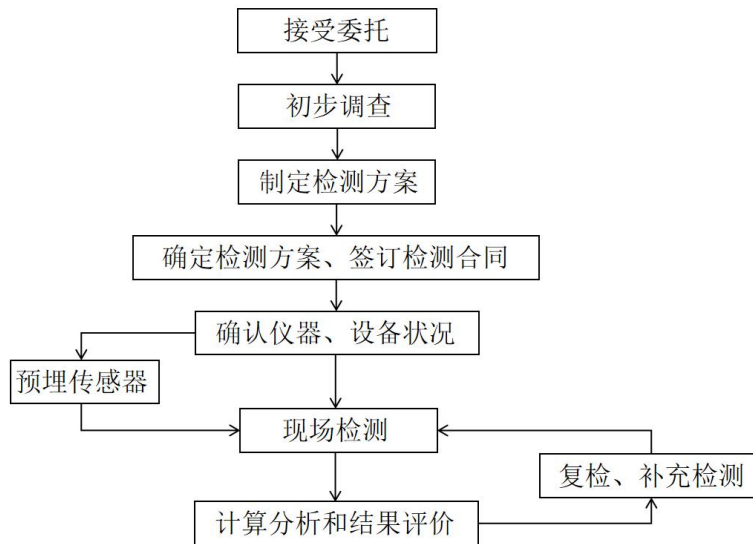 接受委托
初步调查
制定检测方案
确定检测方案、签订检测合同
确认仪器、设备状况
预埋传感器
现场检测
复检、补充检测
计算分析和结果评价